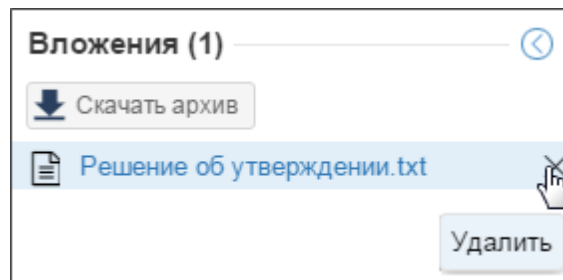 Вложения (1)
Скачать архив
Решение об утверждении.txt
Удалить